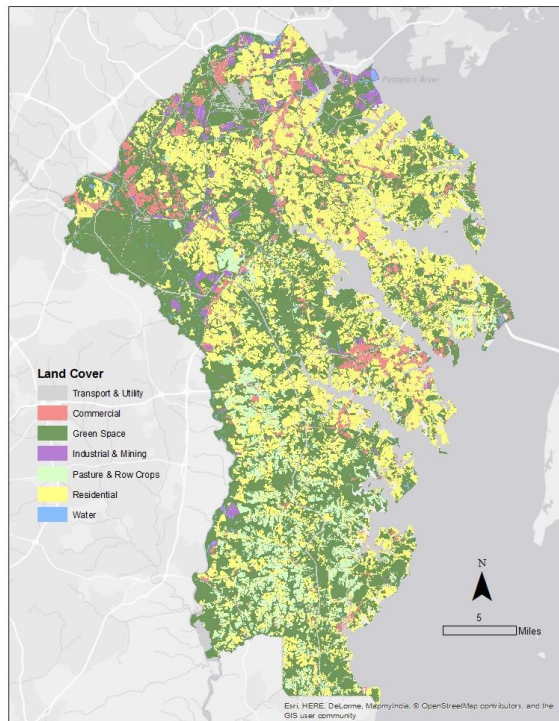 Patapsco River
Land Cover
Transport & Utility
Commercial
Green Space
Industrial & Mining
Pasture & Row Crops
Residential
Water
N
5
Miles
Esri, HERE, DeLorme, MapmyIndia, © OpenStreetMap contributors, and the
GIS user community